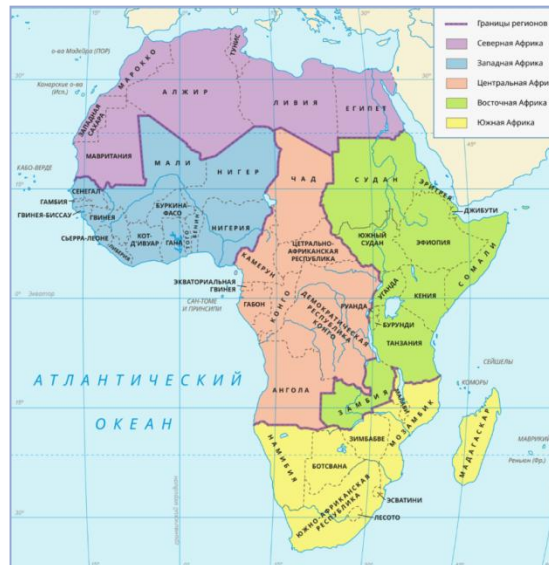 Границы регионов
Северная Африка
Западная Африка
Центральная Африка
Восточная Африка
Южная Африка
о-ва Мадейра (ПОР)
Канарские о-ва
(Исп.)
МАРОККО
ТУНИС
АЛЖИР
ЛИВИЯ
ЕГИПЕТ
ЗАПАДНАЯ
САХАРА
МАВРИТАНИЯ
КАБО-ВЕРДЕ
МАЛИ
НИГЕР
ЧАД
СУДАН
ЭРИТРЕЯ
ДЖИБУТИ
СЕНЕГАЛ
ГАМБИЯ
ГВИНЕЯ-БИССАУ
ГВИНЕЯ
СЬЕРРА-ЛЕОНЕ
БУРКИНА-
ФАСО
КОТ-
Д'ИВУАР
ГАНА
ТОГО
БЕНИН
НИГЕРИЯ
ЦЕТРАЛЬНО-
АФРИКАНСКАЯ
РЕСПУБЛИКА
ЮЖНЫЙ
СУДАН
ЭФИОПИЯ
СОМАЛИ
КАМЕРУН
ЭКВАТОРИАЛЬНАЯ
ГВИНЕЯ
САН-ТОМЕ
И ПРИНСИПИ
Экватор
ГАБОН
КОНГО
ДЕМОКРАТИЧЕСКАЯ
РЕСПУБЛИКА
КОНГО
УГАНДА
РУАНДА
БУРУНДИ
КЕНИЯ
ТАНЗАНИЯ
СЕЙШЕЛЫ
КОМОРЫ
АТЛАНТИЧЕСКИЙ
ОКЕАН
АНГОЛА
ЗАМБИЯ
МОЗАМБИК
МАДАГАСКАР
МАВРИКИЙ
Реюньон (Фр.)
НАМИБИЯ
ЗИМБАБВЕ
БОТСВАНА
ЭСВАТИНИ
ЮЖНО-АФРИКАНСКАЯ
РЕСПУБЛИКА
ЛЕСОТО